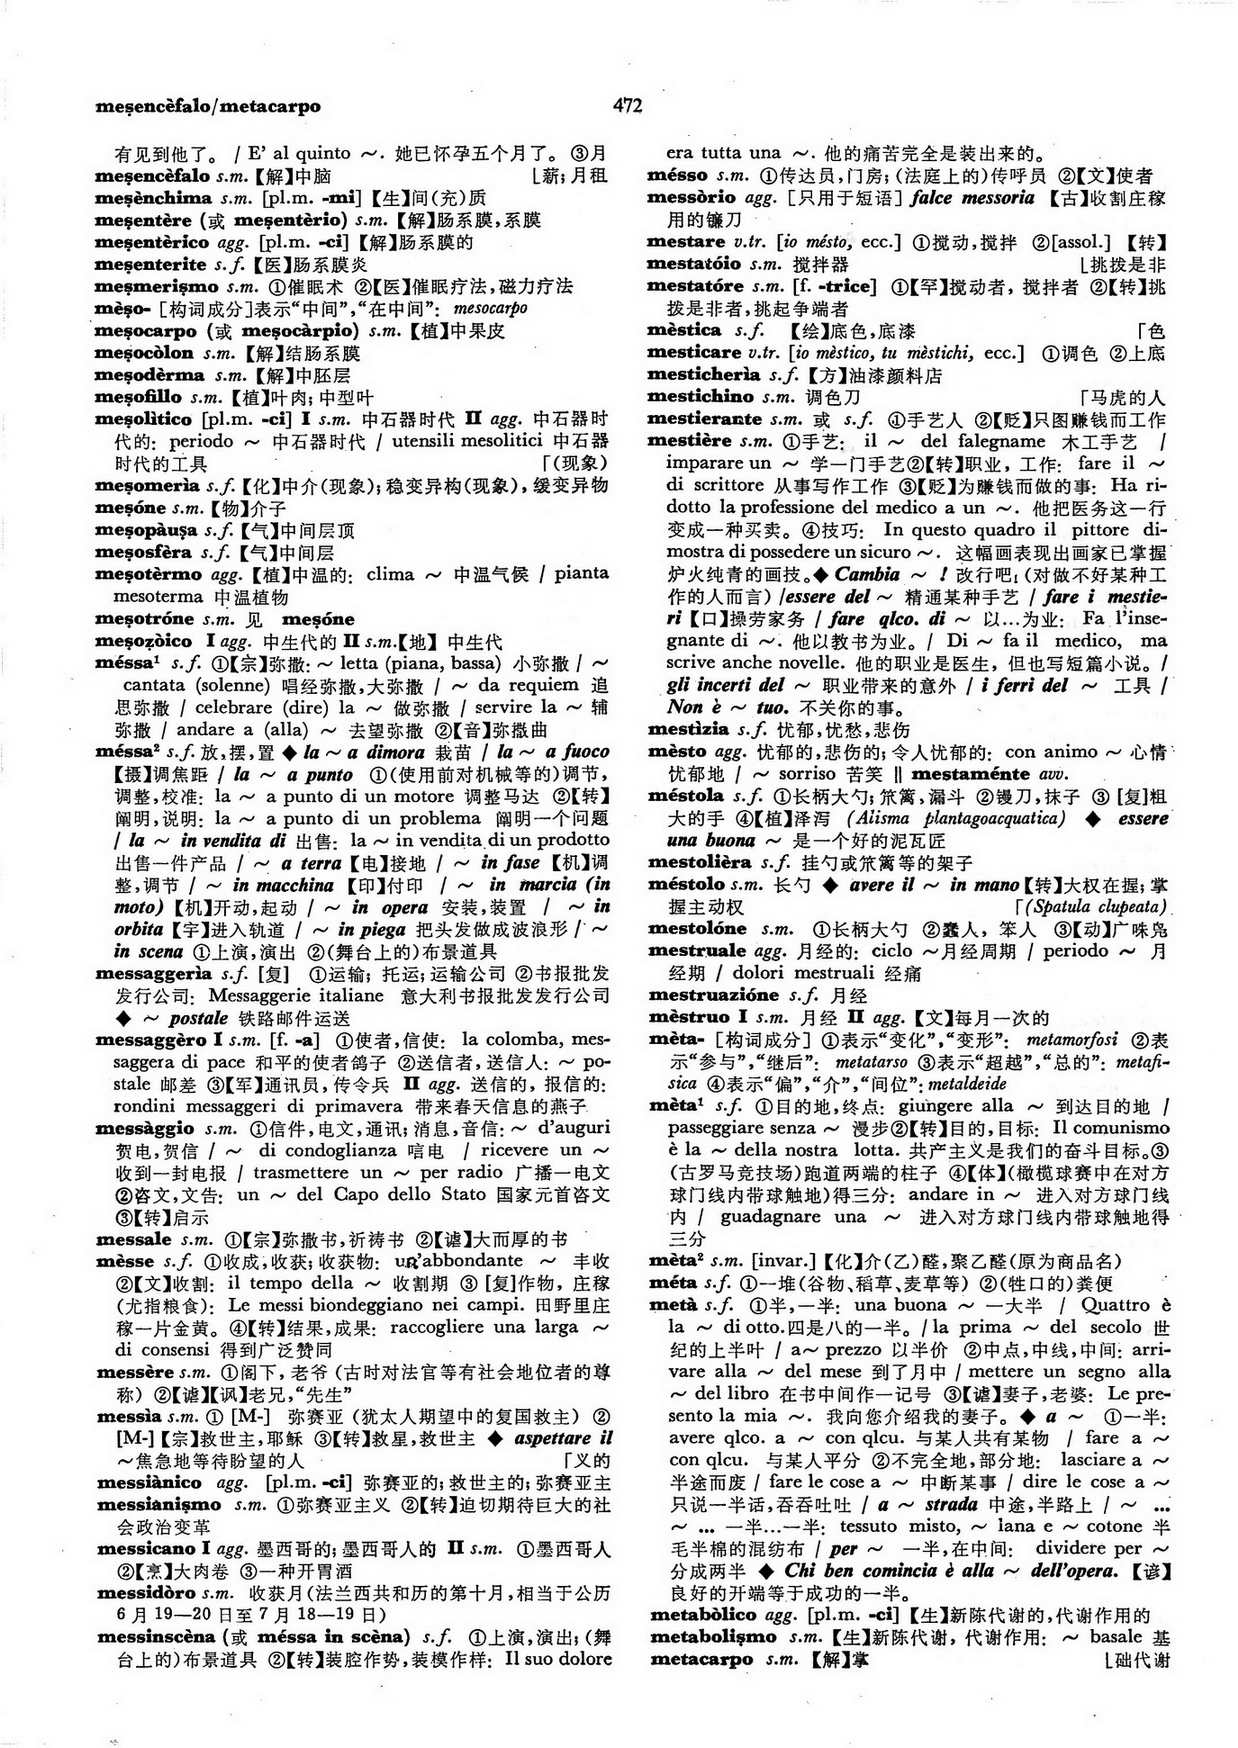 meṣencèfalo/metacarpo
472
有见到他了。 / E' al quinto ～. 她已怀孕五个月了。 ③月
meṣencèfalo s.m.【解】中脑 ⌊薪; 月租
meṣènchima s.m. [pl.m. -mi]【生】间(充)质
meṣentère (或 meṣentèrio) s.m.【解】肠系膜,系膜
meṣentèrico agg. [pl.m. -ci]【解】肠系膜的
meṣenterite s.f.【医】肠系膜炎
meṣmeriṣmo s.m. ①催眠术 ②【医】催眠疗法,磁力疗法
mèṣo- [构词成分]表示“中间”,“在中间”: mesocarpo
meṣocarpo (或 meṣocàrpio) s.m.【植】中果皮
meṣocòlon s.m.【解】结肠系膜
meṣodèrma s.m.【解】中胚层
meṣofillo s.m.【植】叶肉; 中型叶
meṣolìtico [pl.m. -ci] I s.m. 中石器时代 II agg. 中石器时
代的: periodo ～ 中石器时代 / utensili mesolitici 中石器
时代的工具 ⌈(现象)
meṣomerìa s.f.【化】中介(现象); 稳变异构(现象), 缓变异物
meṣóne s.m.【物】介子
meṣopàuṣa s.f.【气】中间层顶
meṣosfèra s.f.【气】中间层
meṣotèrmo agg.【植】中温的: clima ～ 中温气候 / pianta
mesoterma 中温植物
meṣotróne s.m. 见 meṣóne
meṣoẓòico I agg. 中生代的 II s.m.【地】中生代
méssa¹ s.f. ①【宗】弥撒: ～ letta (piana, bassa) 小弥撒 / ～
cantata (solenne) 唱经弥撒,大弥撒 / ～ da requiem 追
思弥撒 / celebrare (dire) la ～ 做弥撒 / servire la ～ 辅
弥撒 / andare a (alla) ～ 去望弥撒 ②【音】弥撒曲
méssa² s.f. 放,摆,置 ◆ la ～ a dimora 栽苗 / la ～ a fuoco
【摄】调焦距 / la ～ a punto ①(使用前对机械等的)调节,
调整,校准: la ～ a punto di un motore 调整马达 ②【转】
阐明,说明: la ～ a punto di un problema 阐明一个问题
/ la ～ in vendita di 出售: la ～ in vendita di un prodotto
出售一件产品 / ～ a terra【电】接地 / ～ in fase【机】调
整,调节 / ～ in macchina【印】付印 / ～ in marcia (in
moto)【机】开动,起动 / ～ in opera 安装,装置 / ～ in
orbita【宇】进入轨道 / ～ in piega 把头发做成波浪形 / ～
in scena ①上演,演出 ②(舞台上的)布景道具
messaggerìa s.f. [复] ①运输; 托运; 运输公司 ②书报批发
发行公司: Messaggerie italiane 意大利书报批发发行公司
◆ ～ postale 铁路邮件运送
messaggèro I s.m. [f. -a] ①使者,信使: la colomba, mes-
saggera di pace 和平的使者鸽子 ②送信者,送信人: ～ po-
stale 邮差 ③【军】通讯员,传令兵 II agg. 送信的, 报信的:
rondini messaggeri di primavera 带来春天信息的燕子
messàggio s.m. ①信件,电文,通讯; 消息,音信: ～ d'auguri
贺电,贺信 / ～ di condoglianza 唁电 / ricevere un ～
收到一封电报 / trasmettere un ～ per radio 广播一电文
②咨文,文告: un ～ del Capo dello Stato 国家元首咨文
③【转】启示
messale s.m. ①【宗】弥撒书,祈祷书 ②【谑】大而厚的书
mèsse s.f. ①收成,收获; 收获物: un'abbondante ～ 丰收
②【文】收割: il tempo della ～ 收割期 ③ [复]作物, 庄稼
(尤指粮食): Le messi biondeggiano nei campi. 田野里庄
稼一片金黄。④【转】结果,成果: raccogliere una larga ～
di consensi 得到广泛赞同
messère s.m. ①阁下, 老爷 (古时对法官等有社会地位者的尊
称) ②【谑】【讽】老兄,“先生”
messìa s.m. ① [M-] 弥赛亚 (犹太人期望中的复国救主) ②
[M-]【宗】救世主,耶稣 ③【转】救星,救世主 ◆ aspettare il
～焦急地等待盼望的人 ⌈义的
messiànico agg. [pl.m. -ci] 弥赛亚的; 救世主的; 弥赛亚主
messianiṣmo s.m. ①弥赛亚主义 ②【转】迫切期待巨大的社
会政治变革
messicano I agg. 墨西哥的; 墨西哥人的 II s.m. ①墨西哥人
②【烹】大肉卷 ③一种开胃酒
messidòro s.m. 收获月(法兰西共和历的第十月,相当于公历
6月19—20日至7月18—19日)
messinscèna (或 méssa in scèna) s.f. ①上演,演出; (舞
台上的)布景道具 ②【转】装腔作势,装模作样: Il suo dolore
era tutta una ～. 他的痛苦完全是装出来的。
mésso s.m. ①传达员,门房; (法庭上的)传呼员 ②【文】使者
messòrio agg. [只用于短语] falce messoria【古】收割庄稼
用的镰刀
mestare v.tr. [io mésto, ecc.] ①搅动,搅拌 ②[assol.]【转】
mestatóio s.m. 搅拌器 ⌊挑拨是非
mestatóre s.m. [f. -trice] ①【罕】搅动者, 搅拌者 ②【转】挑
拨是非者,挑起争端者
mèstica s.f.【绘】底色,底漆 ⌈色
mesticare v.tr. [io mèstico, tu mèstichi, ecc.] ①调色 ②上底
mesticherìa s.f.【方】油漆颜料店
mestichino s.m. 调色刀 ⌈马虎的人
mestierante s.m. 或 s.f. ①手艺人 ②【贬】只图赚钱而工作
mestière s.m. ①手艺: il ～ del falegname 木工手艺 /
imparare un ～ 学一门手艺②【转】职业, 工作: fare il ～
di scrittore 从事写作工作 ③【贬】为赚钱而做的事: Ha ri-
dotto la professione del medico a un ～. 他把医务这一行
变成一种买卖。④技巧: In questo quadro il pittore di-
mostra di possedere un sicuro ～. 这幅画表现出画家已掌握
炉火纯青的画技。◆ Cambia ～ ! 改行吧! (对做不好某种工
作的人而言) /essere del ～ 精通某种手艺 / fare i mestie-
ri【口】操劳家务 / fare qlco. di ～ 以…为业: Fa l'inse-
gnante di ～. 他以教书为业。 / Di ～ fa il medico, ma
scrive anche novelle. 他的职业是医生, 但也写短篇小说。 /
gli incerti del ～ 职业带来的意外 / i ferri del ～ 工具 /
Non è ～ tuo. 不关你的事。
mestìzia s.f. 忧郁,忧愁,悲伤
mèsto agg. 忧郁的,悲伤的; 令人忧郁的: con animo ～ 心情
忧郁地 / ～ sorriso 苦笑 ‖ mestaménte avv.
méstola s.f. ①长柄大勺; 笊篱,漏斗 ②镘刀,抹子 ③ [复]粗
大的手 ④【植】泽泻 (Alisma plantagoacquatica) ◆ essere
una buona ～ 是一个好的泥瓦匠
mestolièra s.f. 挂勺或笊篱等的架子
méstolo s.m. 长勺 ◆ avere il ～ in mano【转】大权在握; 掌
握主动权 ⌈(Spatula clupeata)
mestolóne s.m. ①长柄大勺 ②蠢人, 笨人 ③【动】广味凫
mestruale agg. 月经的: ciclo ～月经周期 / periodo ～ 月
经期 / dolori mestruali 经痛
mestruazióne s.f. 月经
mèstruo I s.m. 月经 II agg.【文】每月一次的
mèta- [构词成分] ①表示“变化”,“变形”: metamorfosi ②表
示“参与”,“继后”: metatarso ③表示“超越”,“总的”: metafi-
sica ④表示“偏”,“介”,“间位”: metaldeide
mèta¹ s.f. ①目的地,终点: giungere alla ～ 到达目的地 /
passeggiare senza ～ 漫步②【转】目的,目标: Il comunismo
è la ～ della nostra lotta. 共产主义是我们的奋斗目标。③
(古罗马竞技场)跑道两端的柱子 ④【体】(橄榄球赛中在对方
球门线内带球触地)得三分: andare in ～ 进入对方球门线
内 / guadagnare una ～ 进入对方球门线内带球触地得
三分
mèta² s.m. [invar.]【化】介(乙)醛,聚乙醛(原为商品名)
méta s.f. ①一堆(谷物、稻草、麦草等) ②(牲口的)粪便
metà s.f. ①半,一半: una buona ～ 一大半 / Quattro è
la ～ di otto.四是八的一半。/ la prima ～ del secolo 世
纪的上半叶 / a～ prezzo 以半价 ②中点,中线,中间: arri-
vare alla ～ del mese 到了月中 / mettere un segno alla
～ del libro 在书中间作一记号 ③【谑】妻子,老婆: Le pre-
sento la mia ～. 我向您介绍我的妻子。◆ a ～ ①一半:
avere qlco. a ～ con qlcu. 与某人共有某物 / fare a ～
con qlcu. 与某人平分 ②不完全地,部分地: lasciare a ～
半途而废 / fare le cose a ～ 中断某事 / dire le cose a ～
只说一半话,吞吞吐吐 / a ～ strada 中途,半路上 / ～ ...
～ ... 一半…一半: tessuto misto, ～ lana e ～ cotone 半
毛半棉的混纺布 / per ～ 一半,在中间: dividere per ～
分成两半 ◆ Chi ben comincia è alla ～ dell'opera.【谚】
良好的开端等于成功的一半。
metabòlico agg. [pl.m. -ci]【生】新陈代谢的,代谢作用的
metaboliṣmo s.m.【生】新陈代谢, 代谢作用: ～ basale 基
metacarpo s.m.【解】掌 ⌊础代谢